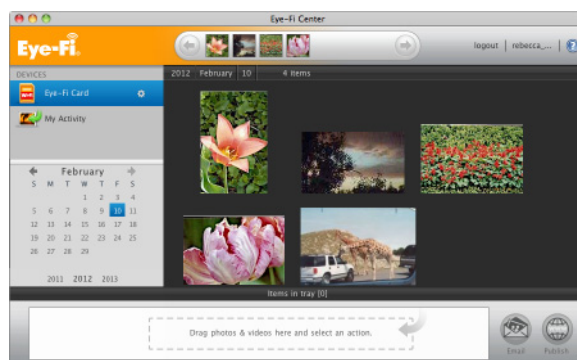 Eye-Fi Center
Eye-Fi
logout | rebecca_... | ?
DEVICES
2012 February 10 4 items
Eye-Fi Card
My Activity
February
S M T W T F S
1 2 3 4
5 6 7 8 9 10 11
12 13 14 15 16 17 18
19 20 21 22 23 24 25
26 27 28 29
2011 2012 2013
Items in tray [0]
Drag photos & videos here and select an action.
Email Publish